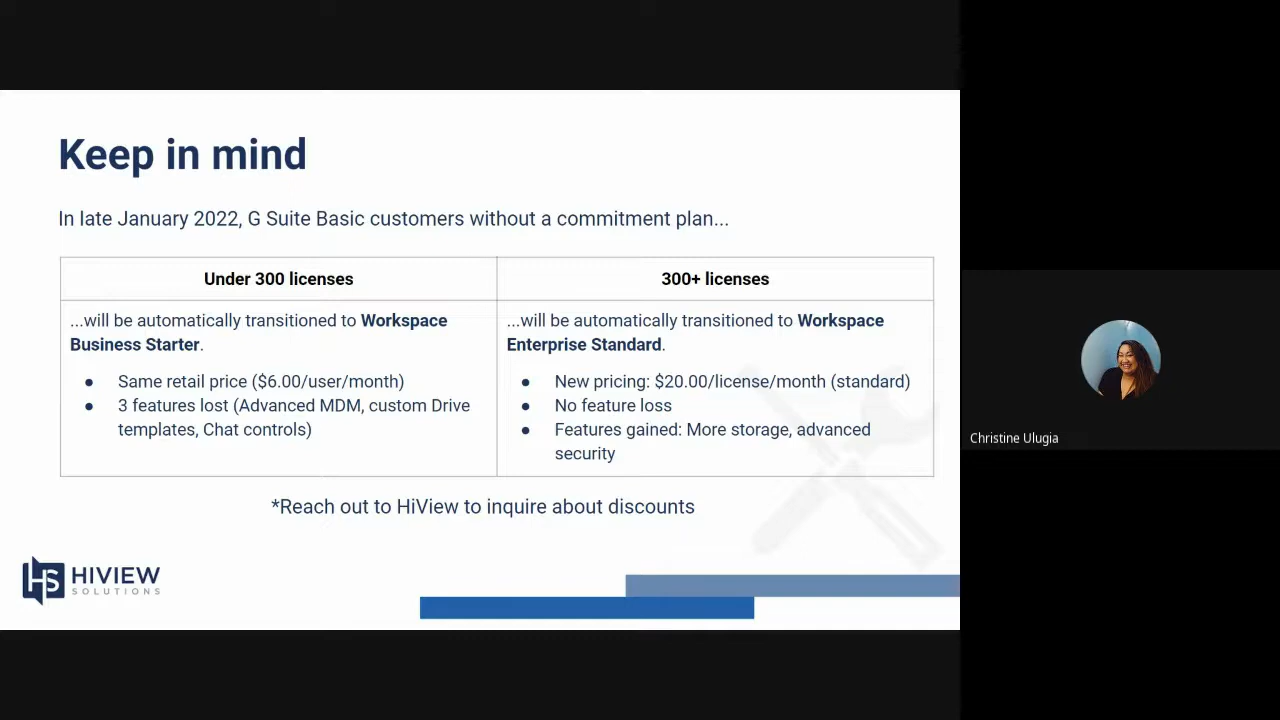 Keep in mind
In late January 2022, G Suite Basic customers without a commitment plan...
Under 300 licenses
300+ licenses
...will be automatically transitioned to Workspace
Business Starter.
● Same retail price ($6.00/user/month)
● 3 features lost (Advanced MDM, custom Drive
templates, Chat controls)
...will be automatically transitioned to Workspace
Enterprise Standard.
● New pricing: $20.00/license/month (standard)
● No feature loss
● Features gained: More storage, advanced
security
*Reach out to HiView to inquire about discounts
HS HIVIEW
SOLUTIONS
Christine Ulugia